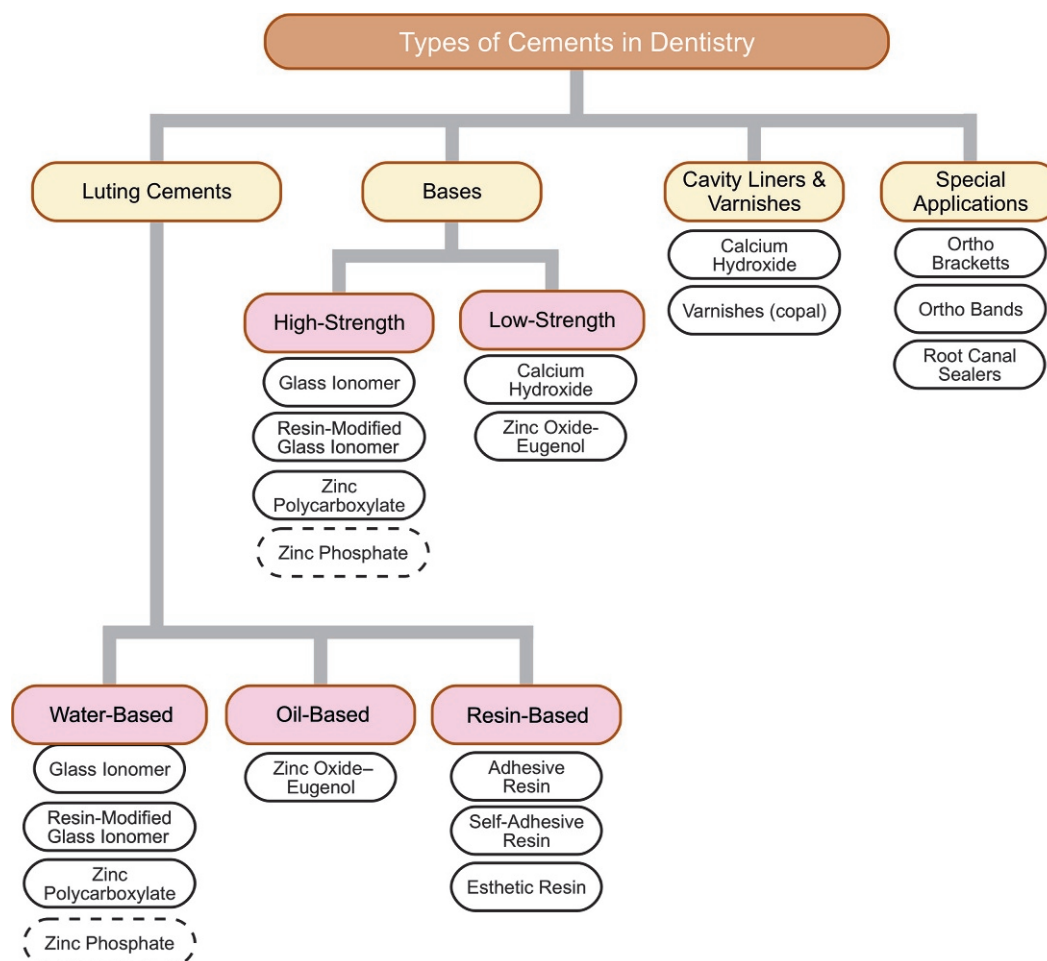 Types of Cements in Dentistry
Luting Cements
Bases
Cavity Liners &
Varnishes
Special
Applications
High-Strength
Glass Ionomer
Resin-Modified
Glass Ionomer
Zinc
Polycarboxylate
Zinc Phosphate
Low-Strength
Calcium
Hydroxide
Zinc Oxide-
Eugenol
Calcium
Hydroxide
Varnishes (copal)
Ortho
Bracketts
Ortho Bands
Root Canal
Sealers
Water-Based
Glass Ionomer
Resin-Modified
Glass Ionomer
Zinc
Polycarboxylate
Zinc Phosphate
Oil-Based
Zinc Oxide–
Eugenol
Resin-Based
Adhesive
Resin
Self-Adhesive
Resin
Esthetic Resin